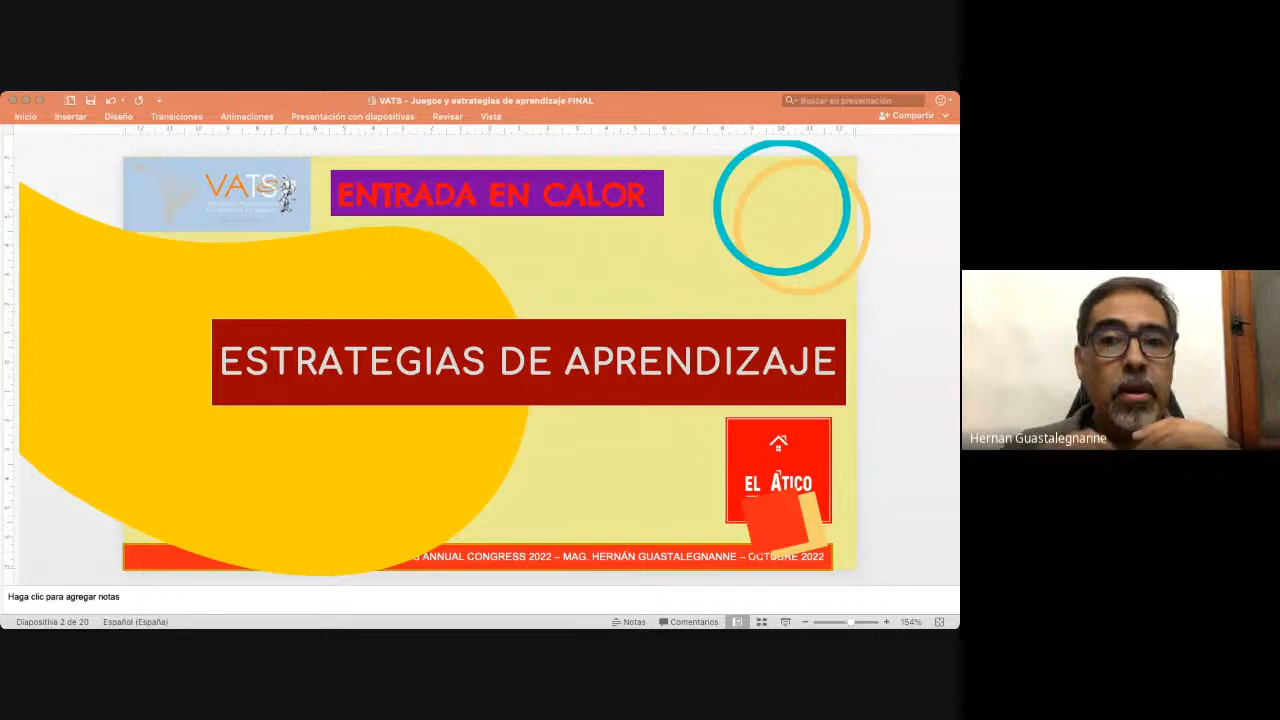 VATS - Juegos y estrategias de aprendizaje FINAL
Buscar en presentación
Inicio Insertar Diseño Transiciones Animaciones Presentación con diapositivas Revisar Vista
Compartir
VATS
ENTRADA EN CALOR
ESTRATEGIAS DE APRENDIZAJE
EL ÁTICO
ANNUAL CONGRESS 2022 – MAG. HERNÁN GUASTALEGNANNE – OCTUBRE 2022
Hernan Guastalegnanne
Haga clic para agregar notas
Diapositiva 2 de 20 Español (España) Notas Comentarios 154%